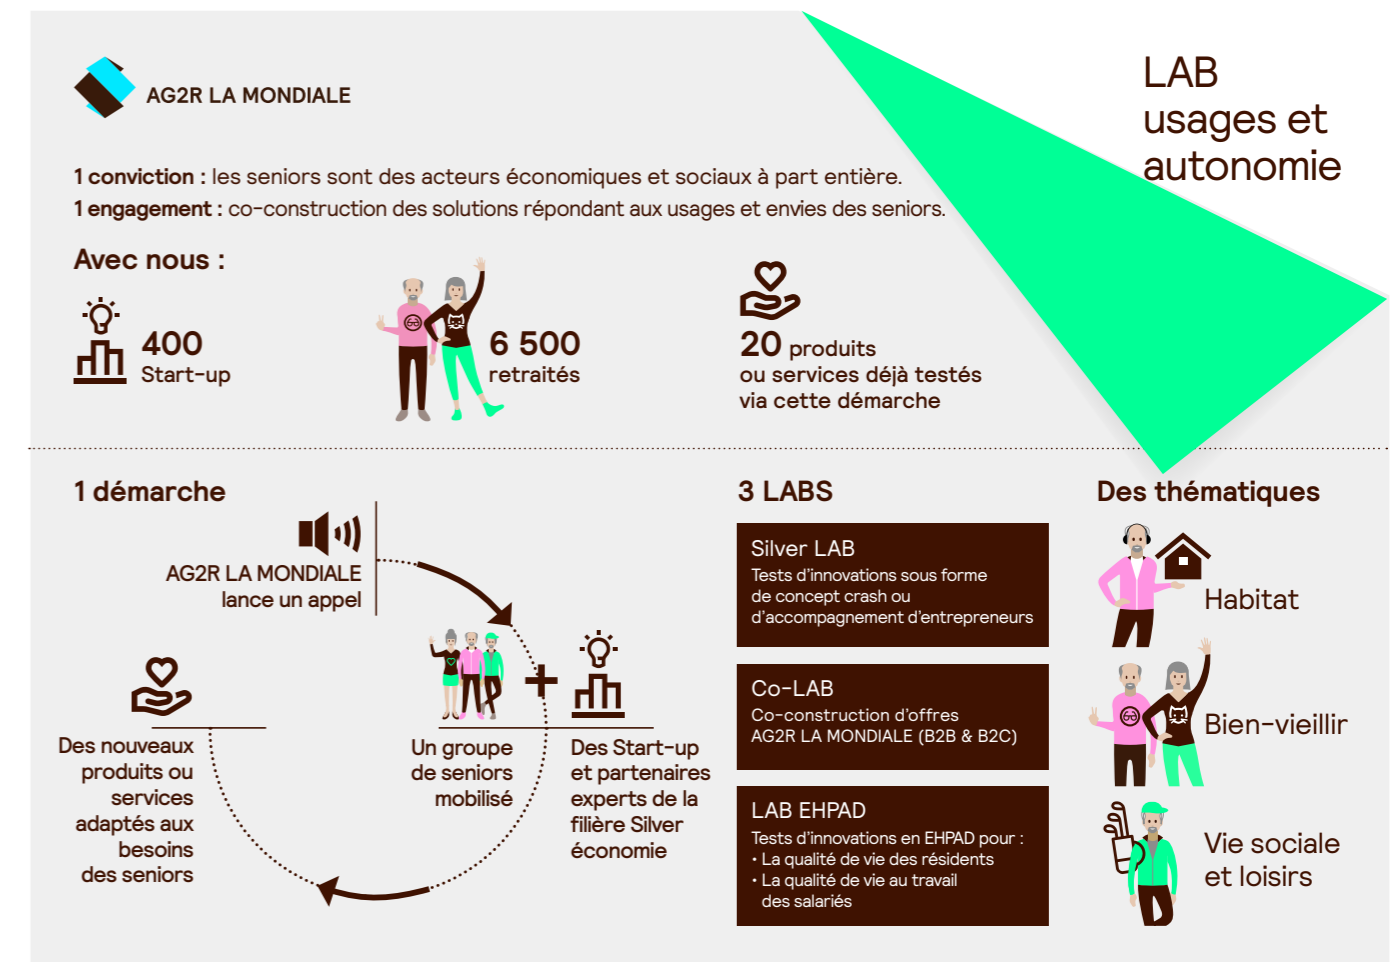 AG2R LA MONDIALE
LAB
usages et
autonomie
1 conviction : les seniors sont des acteurs économiques et sociaux à part entière.
1 engagement : co-construction des solutions répondant aux usages et envies des seniors.
Avec nous :
400
Start-up
6 500
retraités
20 produits
ou services déjà testés
via cette démarche
1 démarche
AG2R LA MONDIALE
lance un appel
Un groupe
de seniors
mobilisé
Des Start-up
et partenaires
experts de la
filière Silver
économie
Des nouveaux
produits ou
services
adaptés aux
besoins
des seniors
3 LABS
Silver LAB
Tests d'innovations sous forme
de concept crash ou
d'accompagnement d'entrepreneurs
Co-LAB
Co-construction d'offres
AG2R LA MONDIALE (B2B & B2C)
LAB EHPAD
Tests d'innovations en EHPAD pour :
• La qualité de vie des résidents
• La qualité de vie au travail
des salariés
Des thématiques
Habitat
Bien-vieillir
Vie sociale
et loisirs